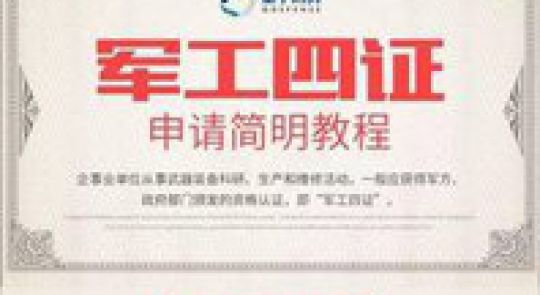 军工四证
申请简明教程
企事业单位从事武器装备科研、生产和维修活动，一般应获得军方、
政府部门颁发的资格认证，即“军工四证”。